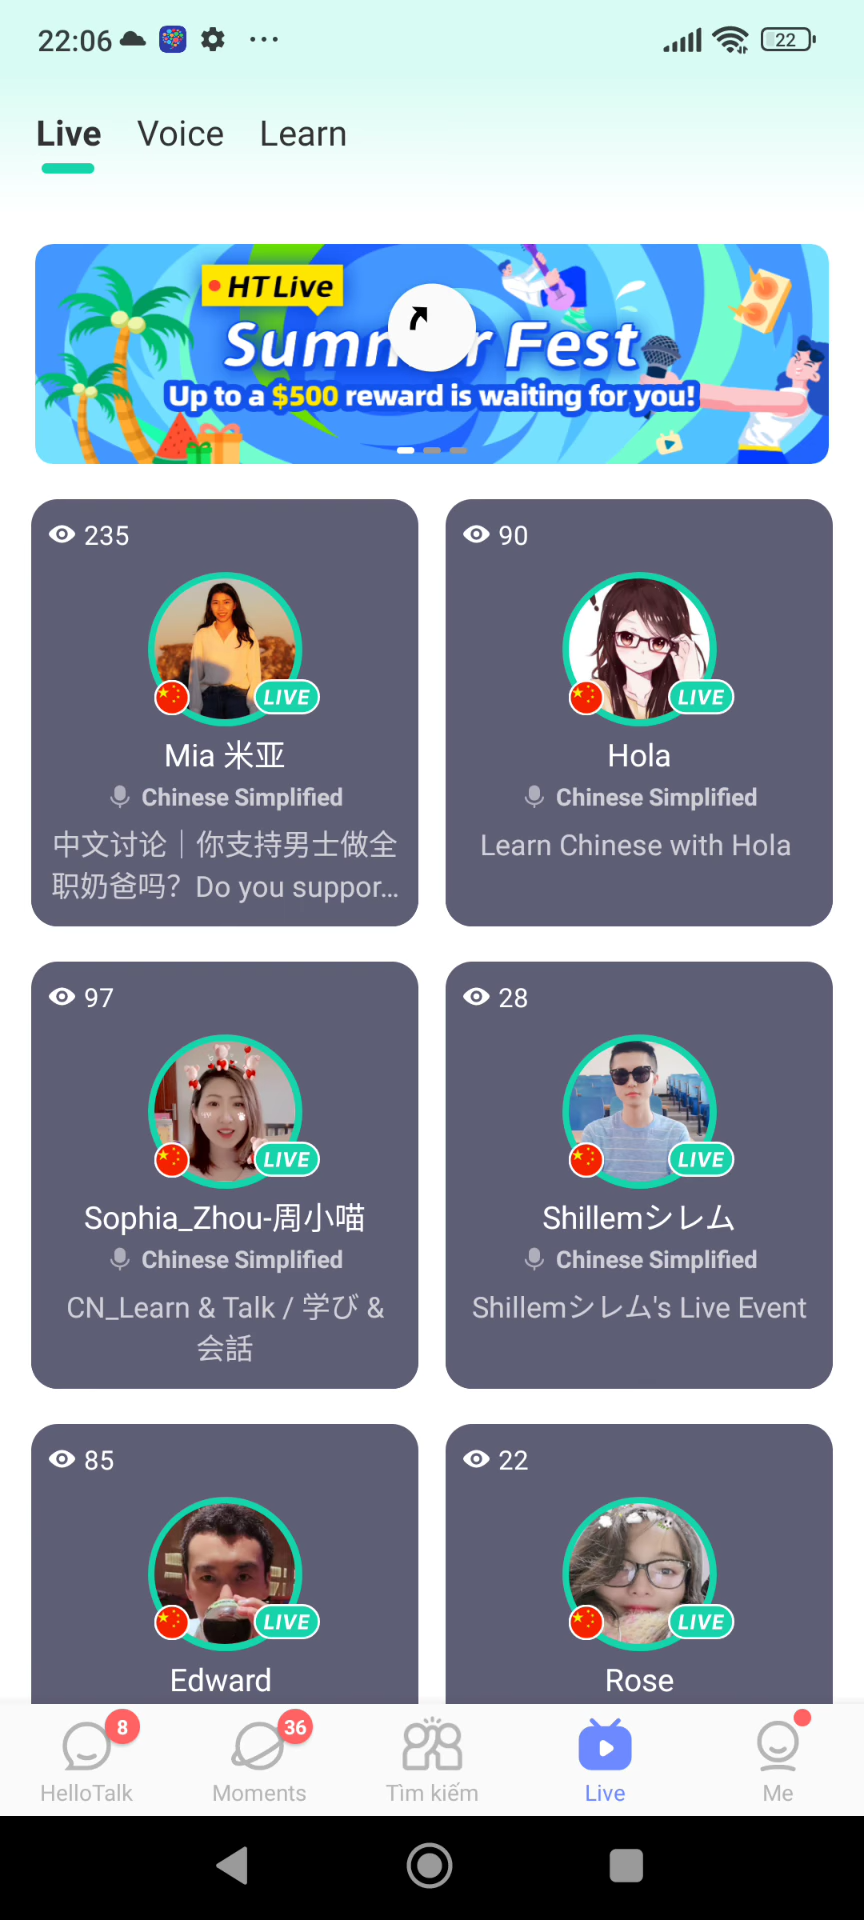 22:06
22
Live Voice Learn
HT Live
Fest
Up to a $500 reward is waiting for you!
235
LIVE
Mia 米亚
Chinese Simplified
中文讨论｜你支持男士做全
职奶爸吗？Do you suppor...
90
LIVE
Hola
Chinese Simplified
Learn Chinese with Hola
97
LIVE
Sophia_Zhou-周小喵
Chinese Simplified
CN_Learn & Talk / 学び &
会話
28
LIVE
Shillemシレム
Chinese Simplified
Shillemシレム's Live Event
85
LIVE
Edward
22
LIVE
Rose
8
HelloTalk
36
Moments
Tìm kiếm
Live
Me